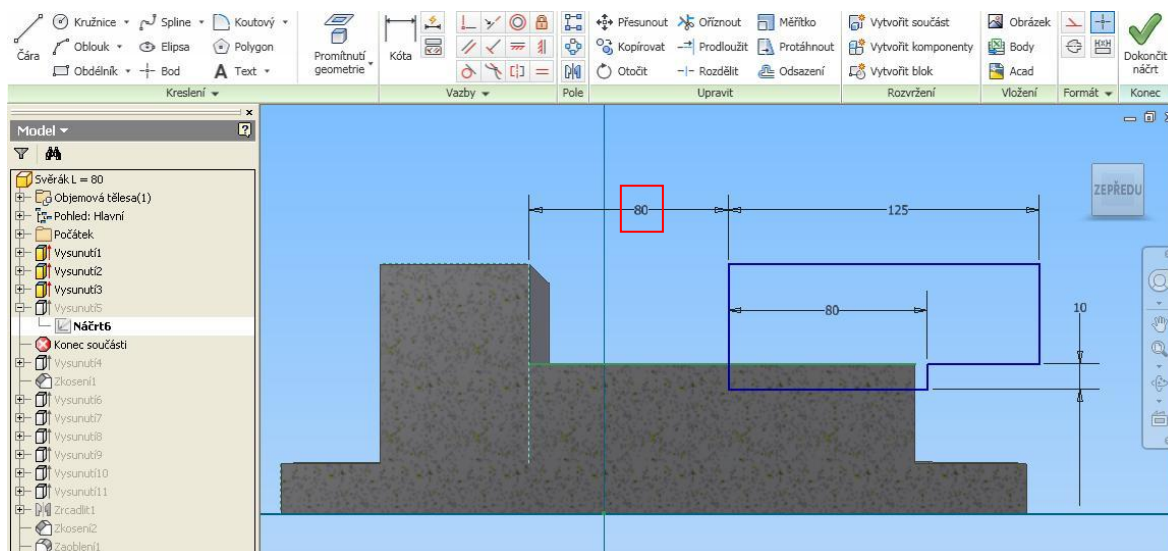 Kružnice Spline Koutový Přesunout Oříznout Měřítko Vytvořit součást Obrázek
Čára Oblouk Elipsa Polygon Promítnutí geometrie Kóta Kopírovat Prodloužit Protáhnout Vytvořit komponenty Body Dokončit náčrt
Obdélník Bod A Text Otočit Rozdělit Odsazení Vytvořit blok Acad
Kreslení Vazby Pole Upravit Rozvržení Vložení Formát Konec
Model
Svěrák L = 80
Objemová tělesa(1)
Pohled: Hlavní
Počátek
Vysunutí1
Vysunutí2
Vysunutí3
Vysunutí5
Náčrt6
Konec součásti
Vysunutí4
Zkosení1
Vysunutí6
Vysunutí7
Vysunutí8
Vysunutí9
Vysunutí10
Vysunutí11
Zrcadlit1
Zkosení2
Zaoblení1
ZEPŘEDU
80
125
80
10